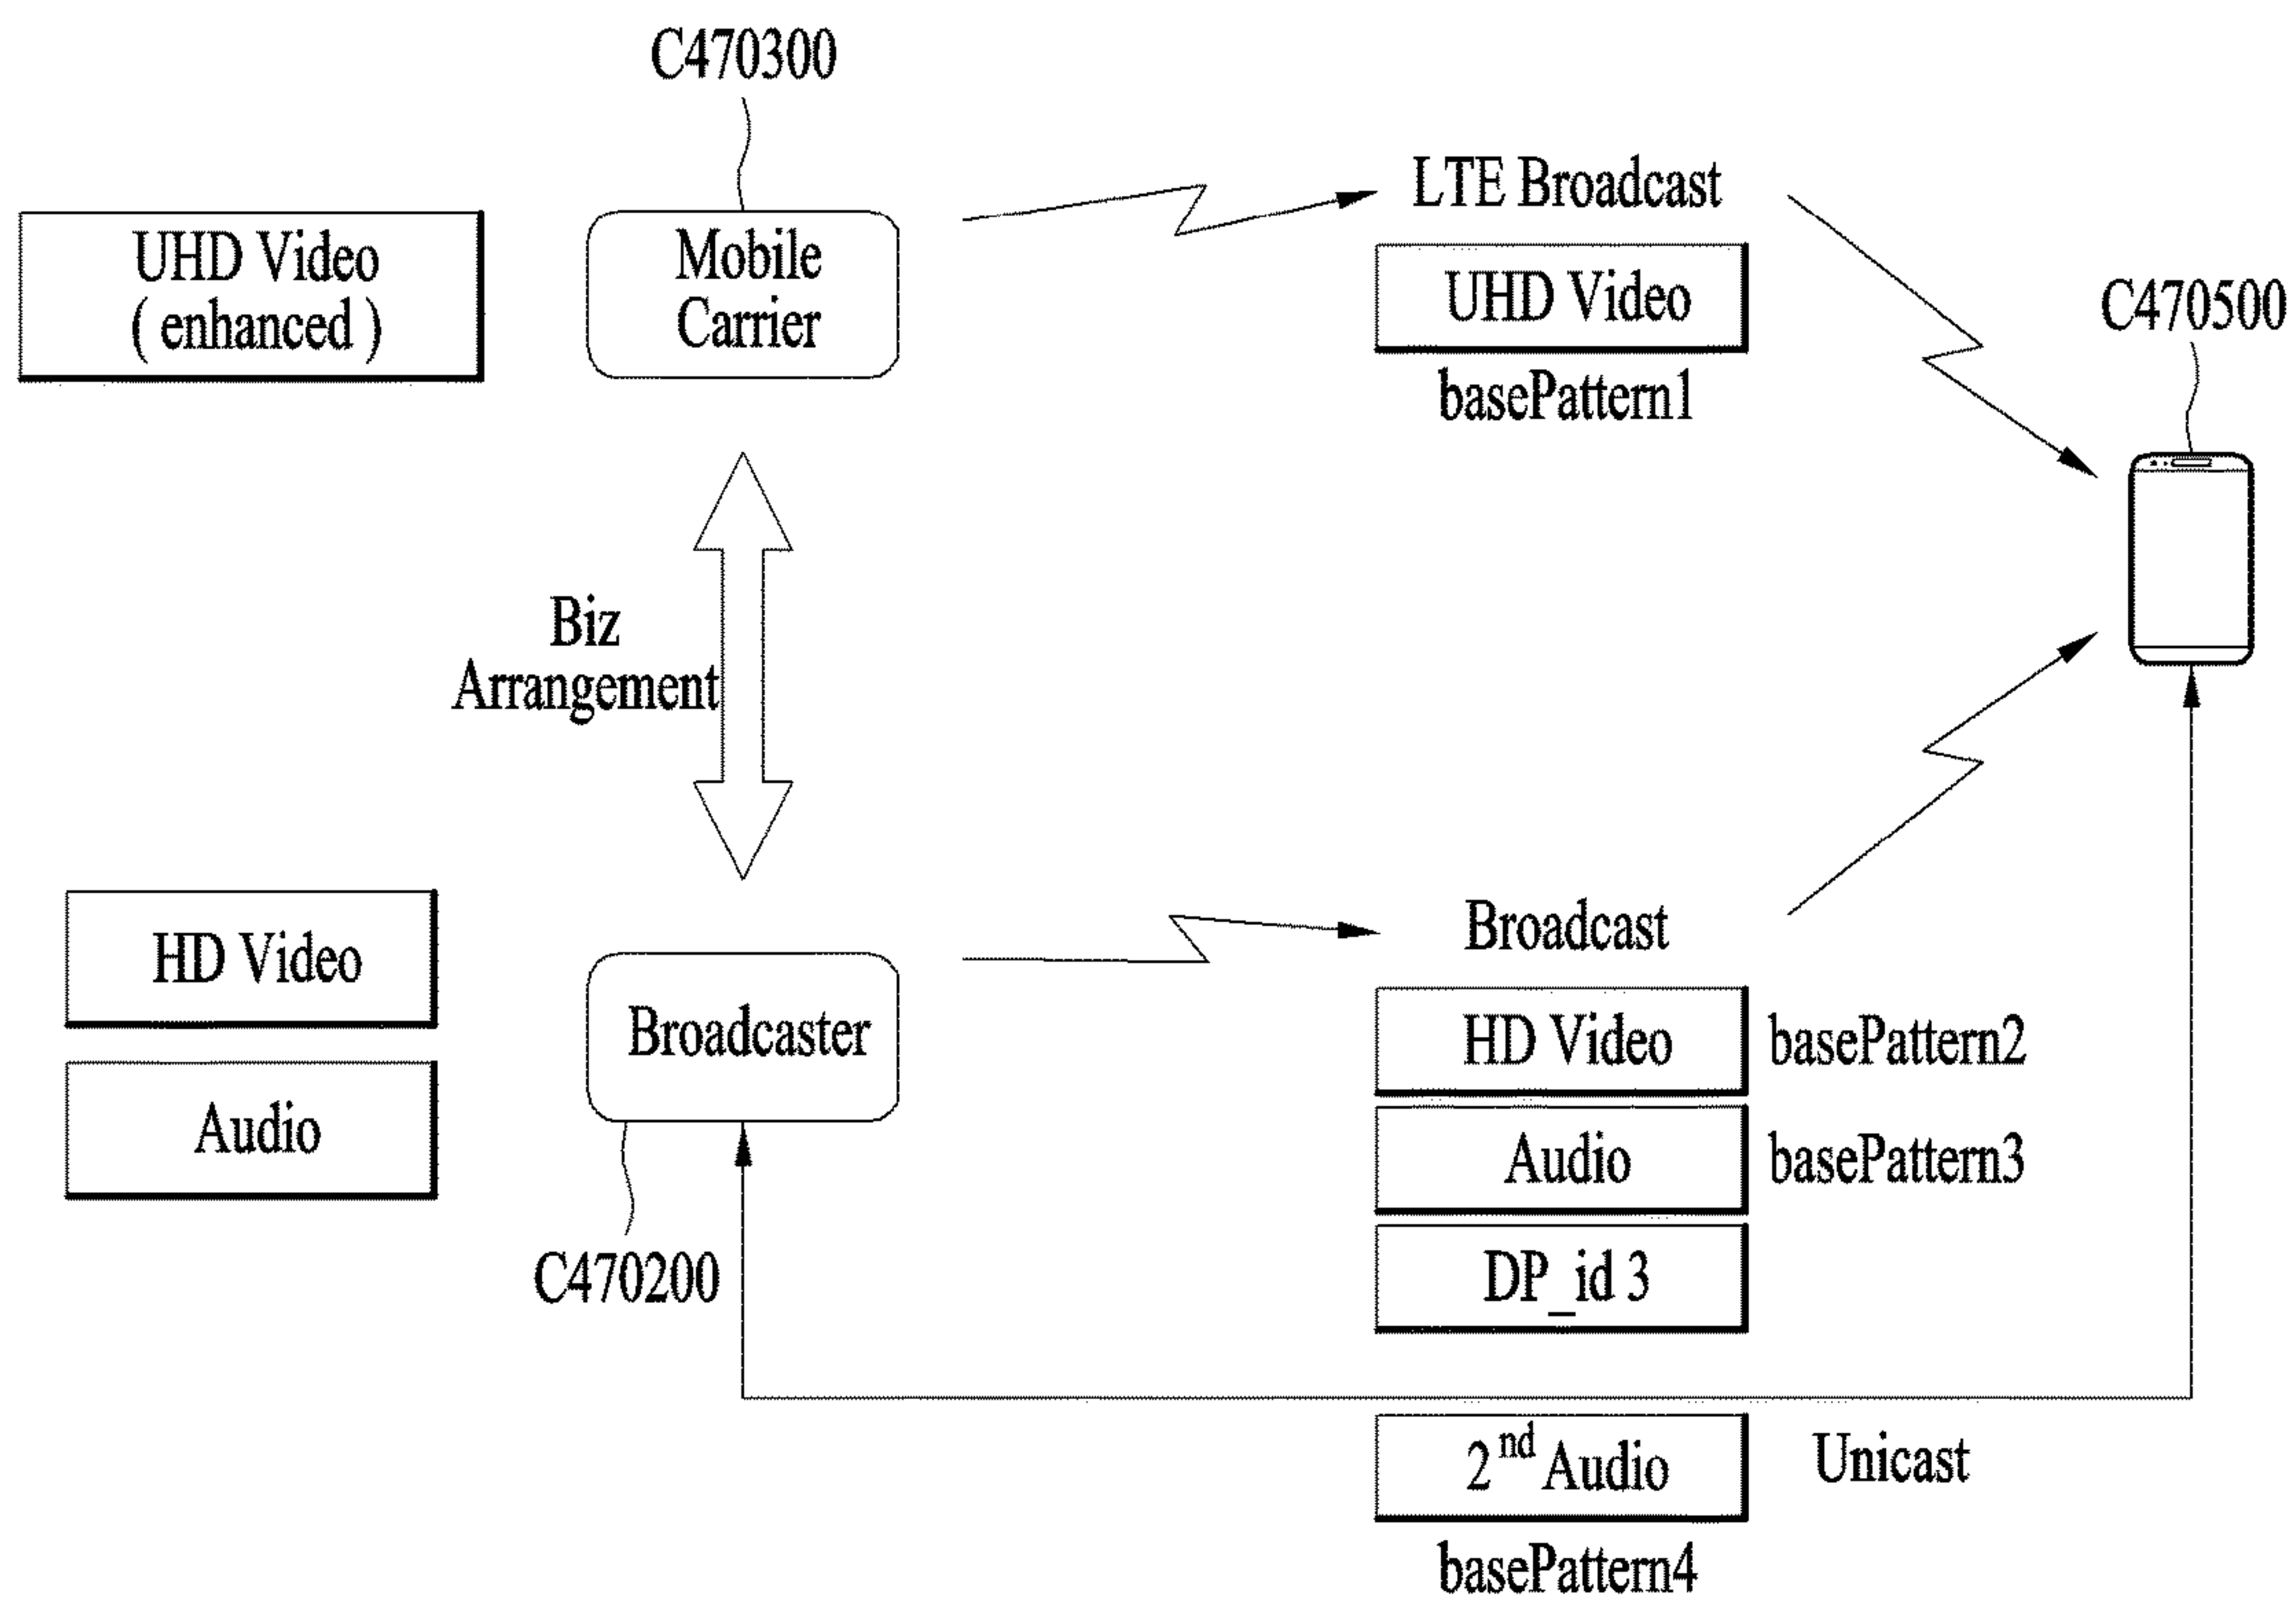 C470300
UHD Video
( enhanced )
Mobile
Carrier
LTE Broadcast
UHD Video
basePattern1
C470500
Biz
Arrangement
HD Video
Audio
Broadcaster
C470200
Broadcast
HD Video
basePattern2
Audio
basePattern3
DP_id 3
2nd Audio
Unicast
basePattern4